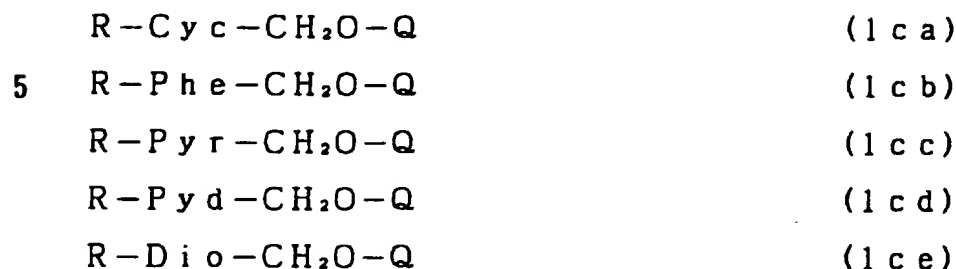 R－Cyc－CH₂O－Q (1ca)
5 R－Phe－CH₂O－Q (1cb)
R－Pyr－CH₂O－Q (1cc)
R－Pyd－CH₂O－Q (1cd)
R－Dio－CH₂O－Q (1ce)